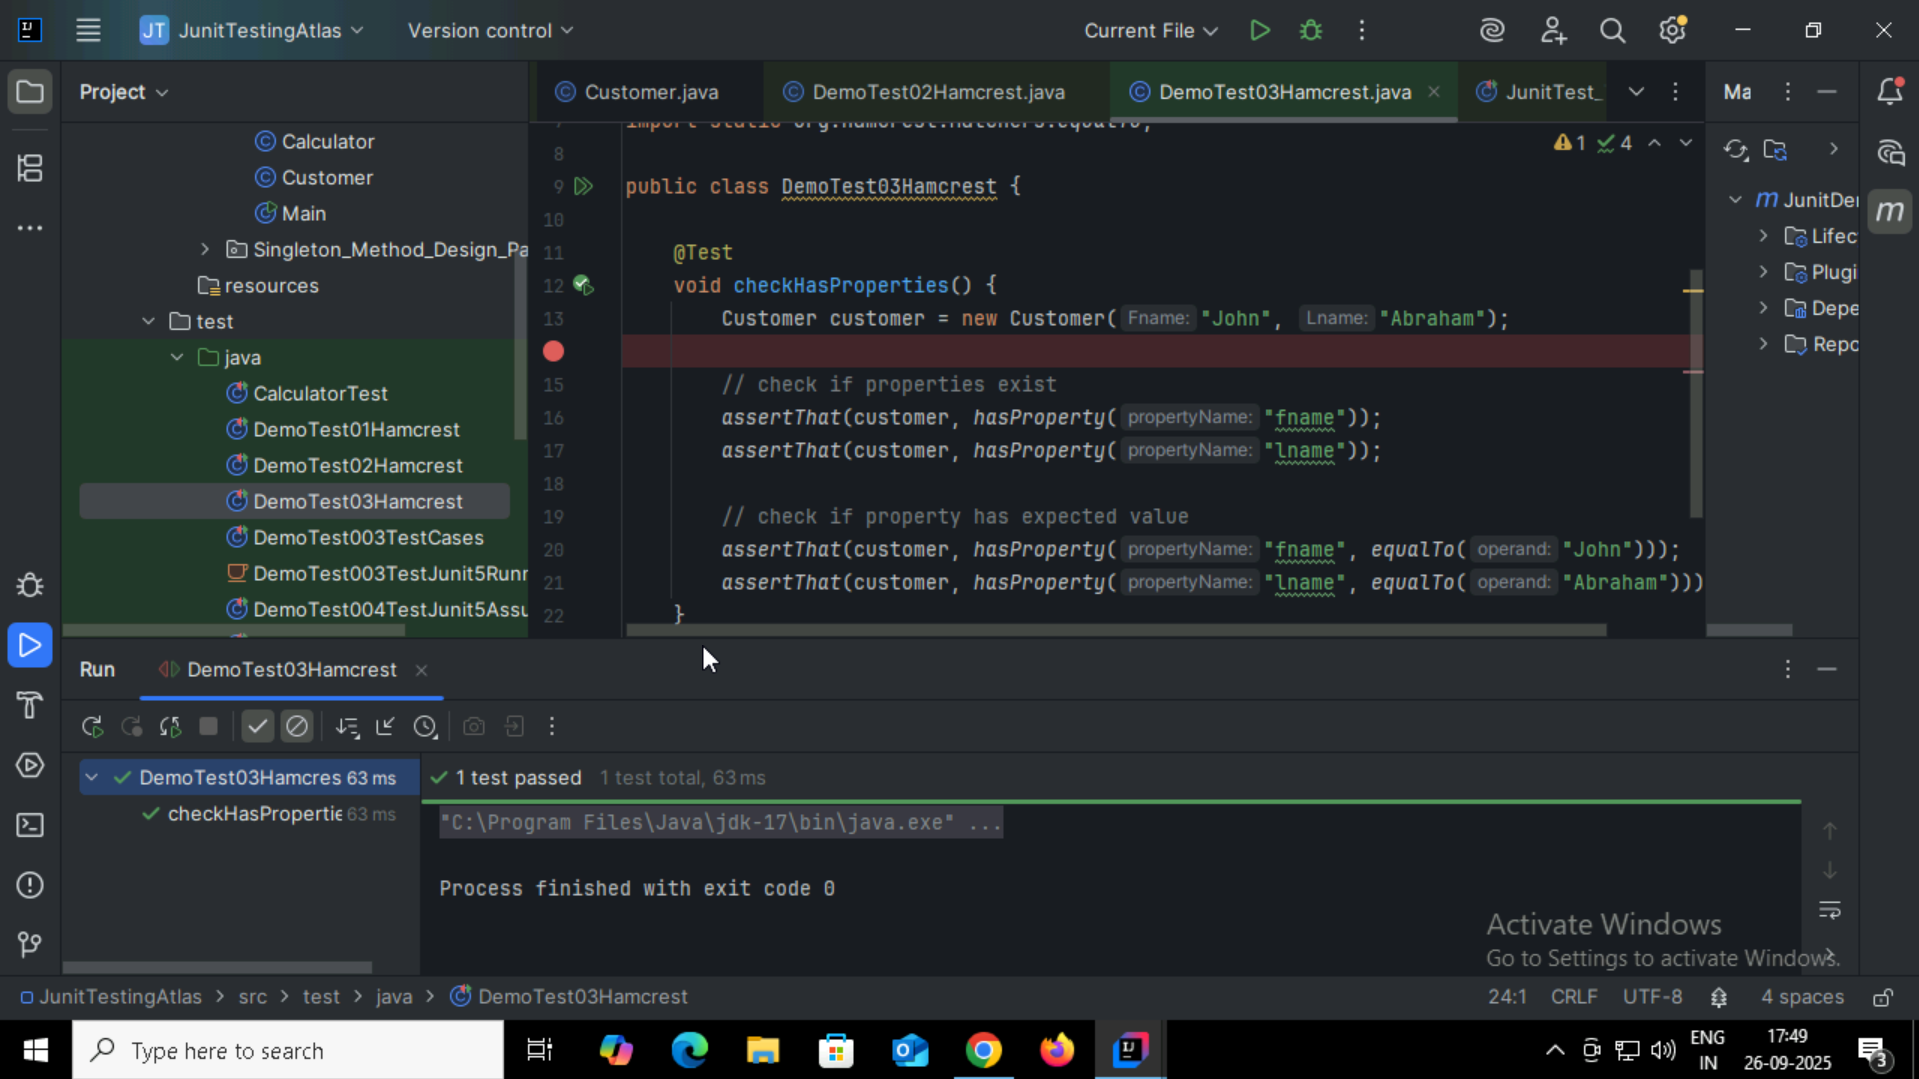 JT JunitTestingAtlas
Version control
Current File
Project
Customer.java
DemoTest02Hamcrest.java
DemoTest03Hamcrest.java
JunitTest_
Ma
Calculator
Customer
Main
Singleton_Method_Design_Pa
resources
test
java
CalculatorTest
DemoTest01Hamcrest
DemoTest02Hamcrest
DemoTest03Hamcrest
DemoTest003TestCases
DemoTest003TestJunit5Runn
DemoTest004TestJunit5Assu
1 4
8
9 public class DemoTest03Hamcrest {
10
11 @Test
12 void checkHasProperties() {
13 Customer customer = new Customer( Fname: "John", Lname: "Abraham");
15 // check if properties exist
16 assertThat(customer, hasProperty( propertyName: "fname"));
17 assertThat(customer, hasProperty( propertyName: "lname"));
18
19 // check if property has expected value
20 assertThat(customer, hasProperty( propertyName: "fname", equalTo( operand: "John")));
21 assertThat(customer, hasProperty( propertyName: "lname", equalTo( operand: "Abraham")))
22 }
m JunitDe
Lifec
Plugi
Depe
Repo
m
Run
DemoTest03Hamcrest
DemoTest03Hamcres 63 ms
checkHasPropertie 63 ms
1 test passed 1 test total, 63 ms
"C:\Program Files\Java\jdk-17\bin\java.exe" ...
Process finished with exit code 0
Activate Windows
Go to Settings to activate Windows.
JunitTestingAtlas > src > test > java > DemoTest03Hamcrest
24:1 CRLF UTF-8 4 spaces
Type here to search
ENG
IN
17:49
26-09-2025
3